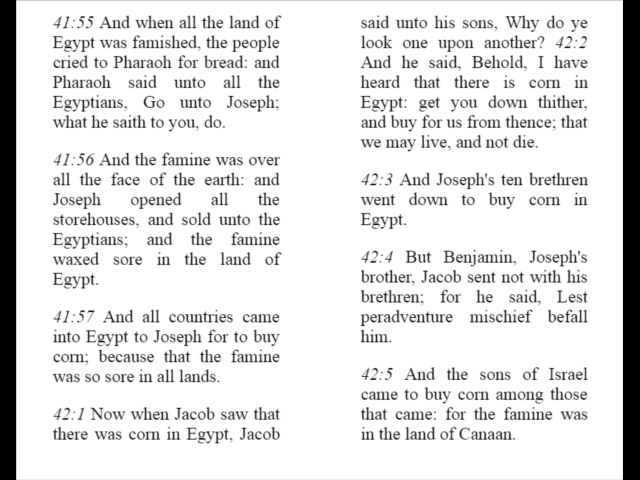 41:55 And when all the land of
Egypt was famished, the people
cried to Pharaoh for bread: and
Pharaoh said unto all the
Egyptians, Go unto Joseph;
what he saith to you, do.
41:56 And the famine was over
all the face of the earth: and
Joseph opened all the
storehouses, and sold unto the
Egyptians; and the famine
waxed sore in the land of
Egypt.
41:57 And all countries came
into Egypt to Joseph for to buy
corn; because that the famine
was so sore in all lands.
42:1 Now when Jacob saw that
there was corn in Egypt, Jacob
said unto his sons, Why do ye
look one upon another? 42:2
And he said, Behold, I have
heard that there is corn in
Egypt: get you down thither,
and buy for us from thence; that
we may live, and not die.
42:3 And Joseph's ten brethren
went down to buy corn in
Egypt.
42:4 But Benjamin, Joseph's
brother, Jacob sent not with his
brethren; for he said, Lest
peradventure mischief befall
him.
42:5 And the sons of Israel
came to buy corn among those
that came: for the famine was
in the land of Canaan.